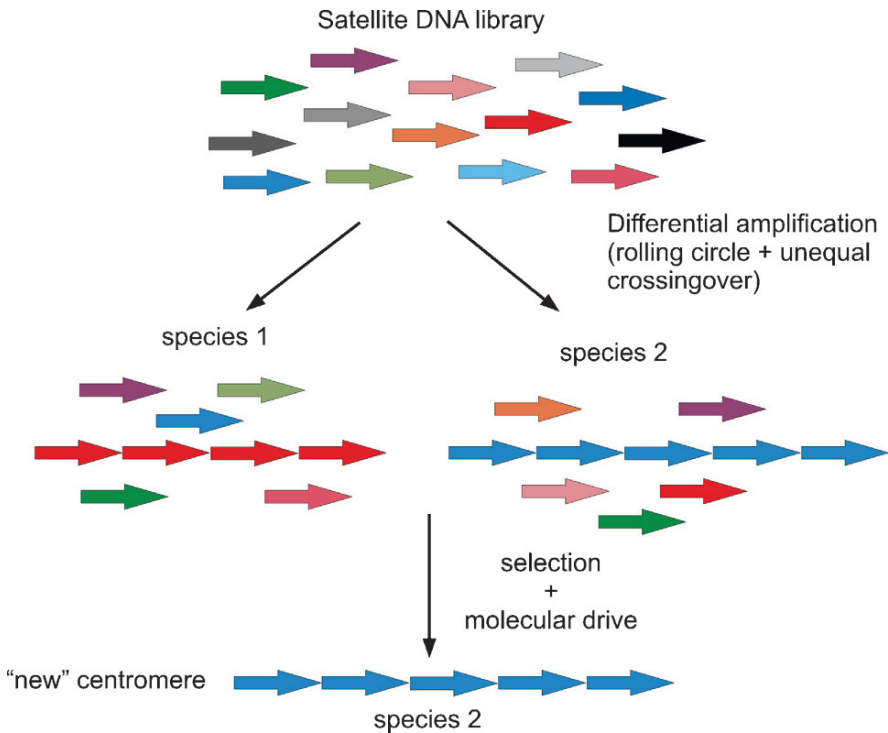 Satellite DNA library
Differential amplification
(rolling circle + unequal
crossingover)
species 1
species 2
selection
+
molecular drive
“new” centromere
species 2